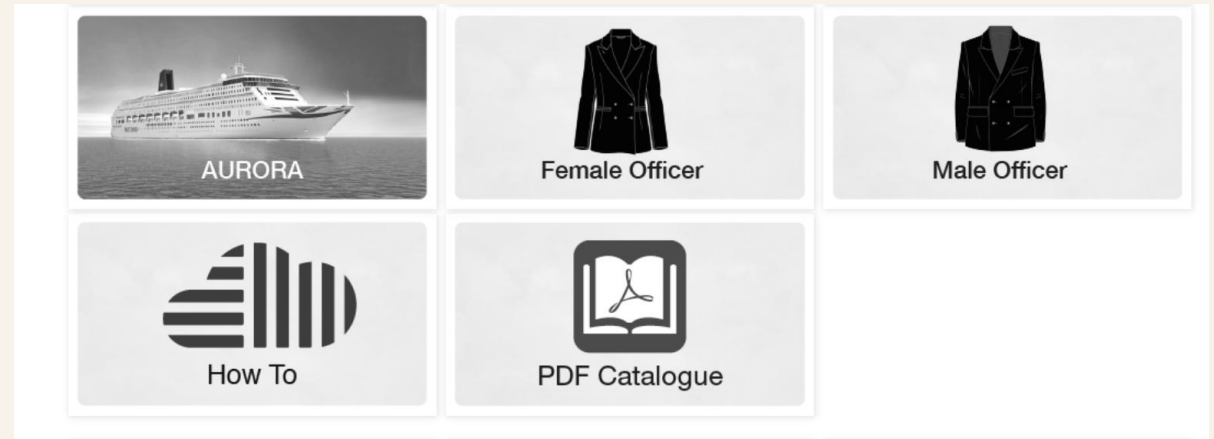 AURORA
Female Officer
Male Officer
How To
PDF Catalogue